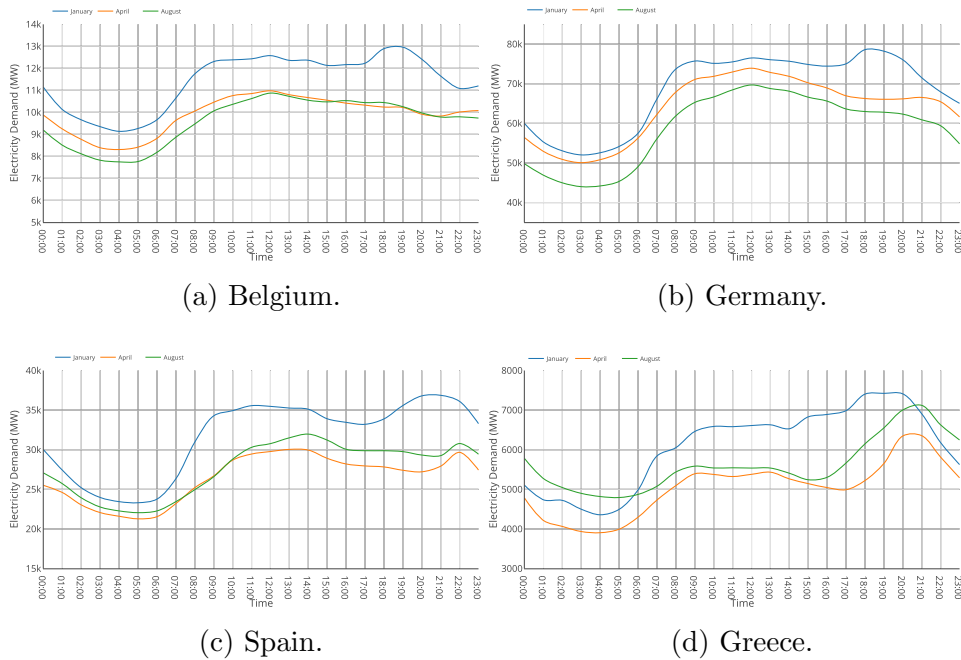 January April August
14k
13k
12k
11k
10k
9k
8k
7k
6k
5k
Electricity Demand (MW)
00:00 01:00 02:00 03:00 04:00 05:00 06:00 07:00 08:00 09:00 10:00 11:00 12:00 13:00 14:00 15:00 16:00 17:00 18:00 19:00 20:00 21:00 22:00 23:00
Time
(a) Belgium.
January April August
80k
70k
60k
50k
40k
Electricity Demand (MW)
00:00 01:00 02:00 03:00 04:00 05:00 06:00 07:00 08:00 09:00 10:00 11:00 12:00 13:00 14:00 15:00 16:00 17:00 18:00 19:00 20:00 21:00 22:00 23:00
Time
(b) Germany.
January April August
40k
35k
30k
25k
20k
15k
Electricity Demand (MW)
00:00 01:00 02:00 03:00 04:00 05:00 06:00 07:00 08:00 09:00 10:00 11:00 12:00 13:00 14:00 15:00 16:00 17:00 18:00 19:00 20:00 21:00 22:00 23:00
Time
(c) Spain.
January April August
8000
7000
6000
5000
4000
3000
Electricity Demand (MW)
00:00 01:00 02:00 03:00 04:00 05:00 06:00 07:00 08:00 09:00 10:00 11:00 12:00 13:00 14:00 15:00 16:00 17:00 18:00 19:00 20:00 21:00 22:00 23:00
Time
(d) Greece.